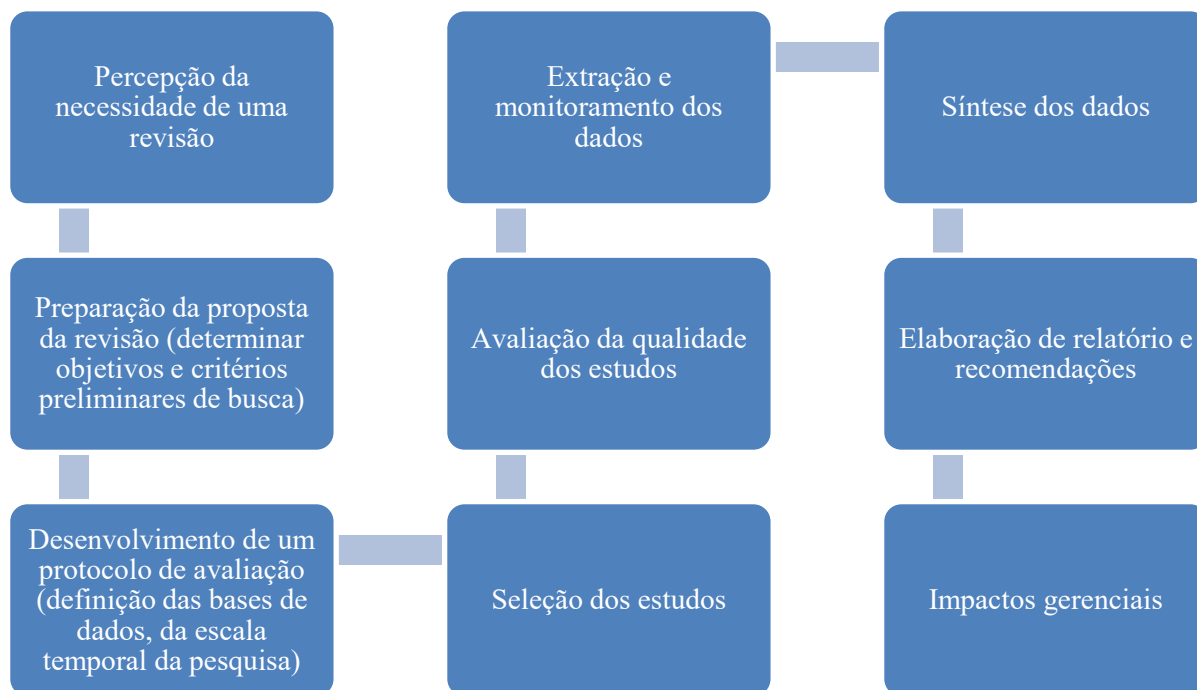 Percepção da
necessidade de uma
revisão
Preparação da proposta
da revisão (determinar
objetivos e critérios
preliminares de busca)
Desenvolvimento de um
protocolo de avaliação
(definição das bases de
dados, da escala
temporal da pesquisa)
Seleção dos estudos
Avaliação da qualidade
dos estudos
Extração e
monitoramento dos
dados
Síntese dos dados
Elaboração de relatório e
recomendações
Impactos gerenciais